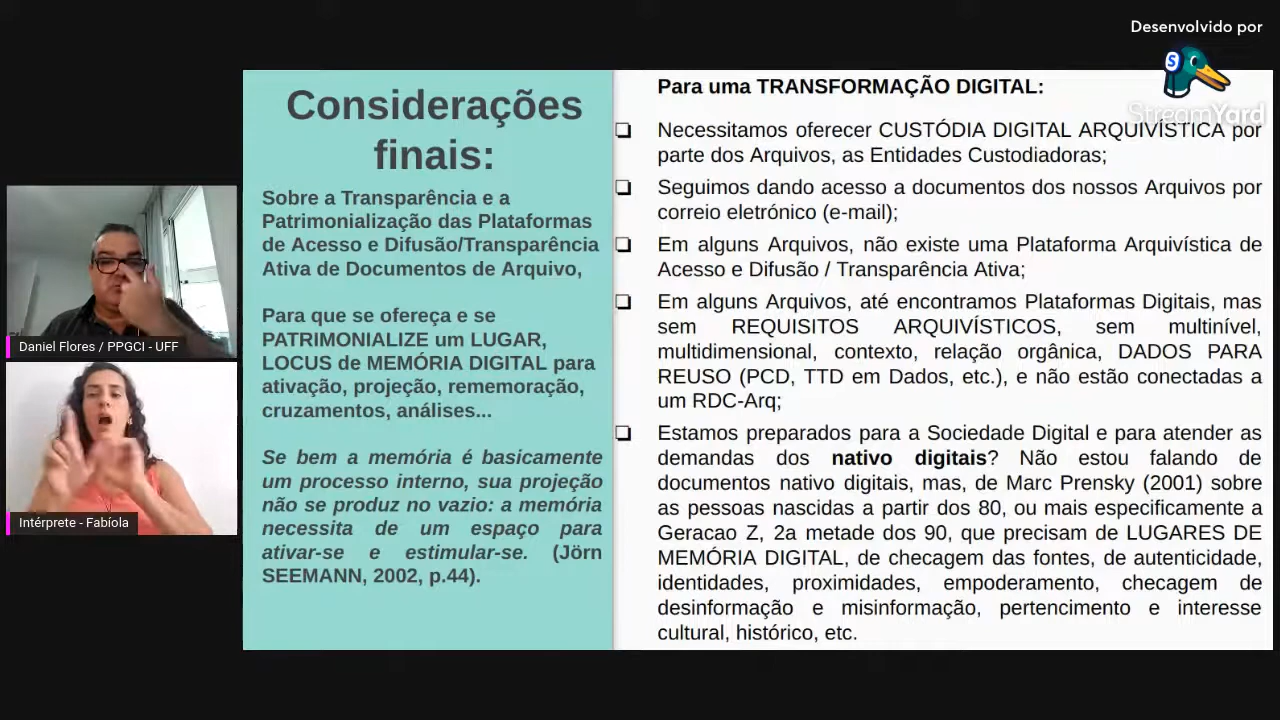 Desenvolvido por
S
StreamYard
Considerações
finais:
Sobre a Transparência e a
Patrimonialização das Plataformas
de Acesso e Difusão/Transparência
Ativa de Documentos de Arquivo,
Para que se ofereça e se
PATRIMONIALIZE um LUGAR,
LOCUS de MEMÓRIA DIGITAL para
ativação, projeção, rememoração,
cruzamentos, análises...
Se bem a memória é basicamente
um processo interno, sua projeção
não se produz no vazio: a memória
necessita de um espaço para
ativar-se e estimular-se. (Jörn
SEEMANN, 2002, p.44).
Para uma TRANSFORMAÇÃO DIGITAL:
❏ Necessitamos oferecer CUSTÓDIA DIGITAL ARQUIVÍSTICA por
parte dos Arquivos, as Entidades Custodiadoras;
❏ Seguimos dando acesso a documentos dos nossos Arquivos por
correio eletrónico (e-mail);
❏ Em alguns Arquivos, não existe uma Plataforma Arquivística de
Acesso e Difusão / Transparência Ativa;
❏ Em alguns Arquivos, até encontramos Plataformas Digitais, mas
sem REQUISITOS ARQUIVÍSTICOS, sem multinível,
multidimensional, contexto, relação orgânica, DADOS PARA
REUSO (PCD, TTD em Dados, etc.), e não estão conectadas a
um RDC-Arq;
❏ Estamos preparados para a Sociedade Digital e para atender as
demandas dos nativo digitais? Não estou falando de
documentos nativo digitais, mas, de Marc Prensky (2001) sobre
as pessoas nascidas a partir dos 80, ou mais especificamente a
Geracao Z, 2a metade dos 90, que precisam de LUGARES DE
MEMÓRIA DIGITAL, de checagem das fontes, de autenticidade,
identidades, proximidades, empoderamento, checagem de
desinformação e misinformação, pertencimento e interesse
cultural, histórico, etc.
Daniel Flores / PPGCI - UFF
Intérprete - Fabíola